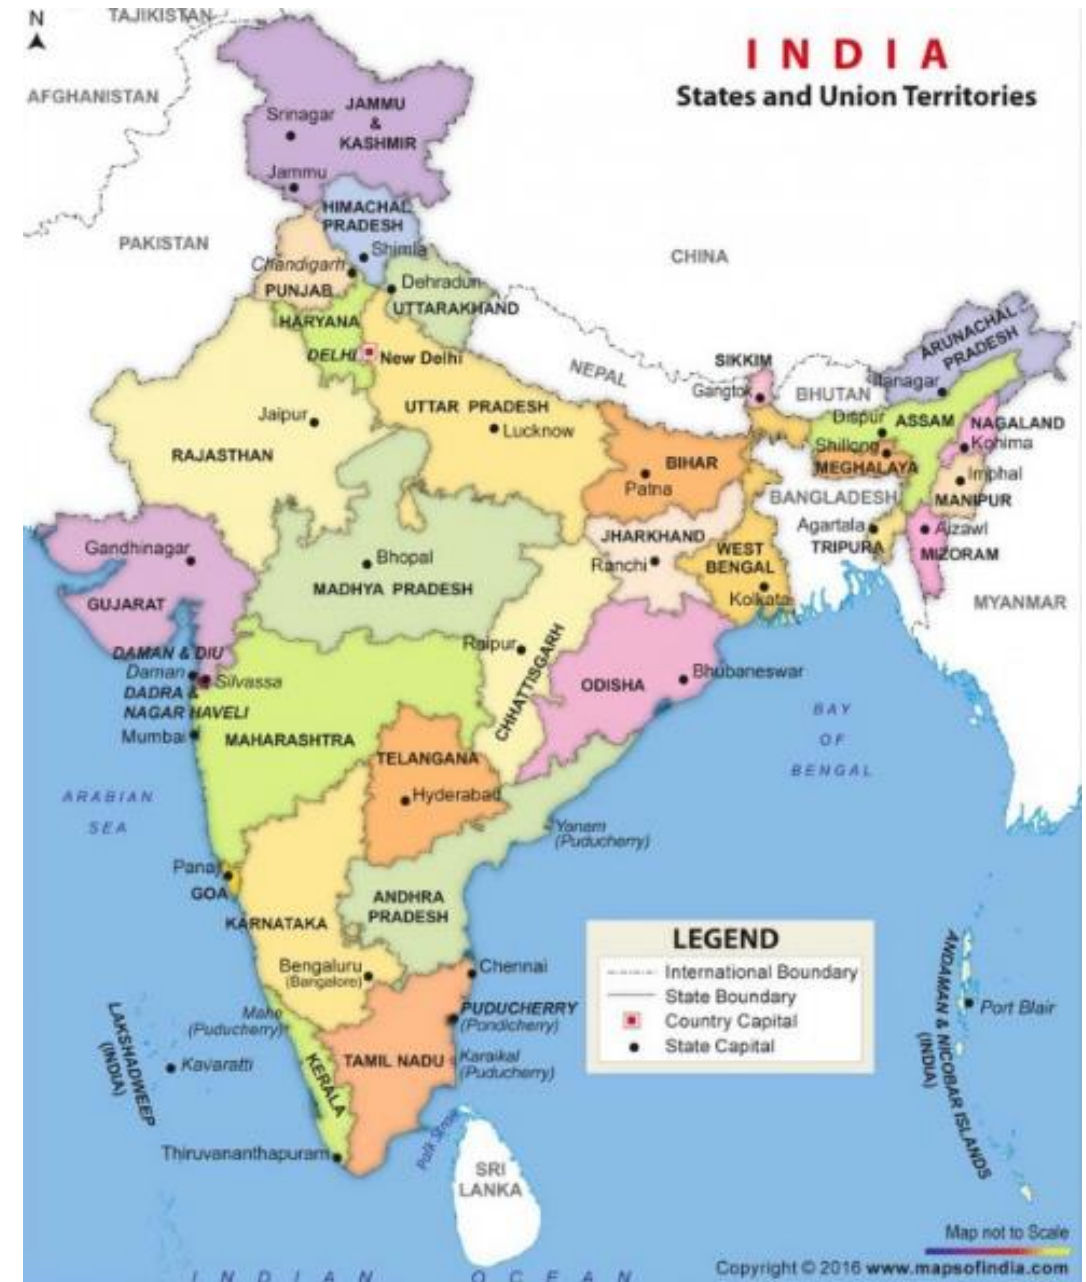 N
TAJIKISTAN
INDIA
States and Union Territories
AFGHANISTAN
JAMMU
&
KASHMIR
Srinagar
Jammu
HIMACHAL
PRADESH
PAKISTAN
Shimla
CHINA
Chandigarh
PUNJAB
Dehradun
UTTARAKHAND
HARYANA
DELHI
New Delhi
NEPAL
SIKKIM
Gangtok
BHUTAN
ARUNACHAL
PRADESH
Itanagar
Dispur
ASSAM
NAGALAND
Kohima
Shillong
MEGHALAYA
Imphal
MANIPUR
BANGLADESH
Agartala
TRIPURA
Aizawl
MIZORAM
MYANMAR
Jaipur
RAJASTHAN
UTTAR PRADESH
Lucknow
BIHAR
Patna
JHARKHAND
Ranchi
WEST
BENGAL
Kolkata
Gandhinagar
GUJARAT
Bhopal
MADHYA PRADESH
Raipur
CHHATTISGARH
ODISHA
Bhubaneswar
DAMAN & DIU
Daman
Silvassa
DADRA &
NAGAR HAVELI
Mumbai
MAHARASHTRA
TELANGANA
Hyderabad
BAY
OF
BENGAL
ARABIAN
SEA
Yanam
(Puducherry)
Panaji
GOA
KARNATAKA
ANDHRA
PRADESH
Bengaluru
(Bangalore)
Chennai
PUDUCHERRY
(Pondicherry)
Mahe
(Puducherry)
KERALA
TAMIL NADU
Karaikal
(Puducherry)
LAKSHADWEEP
(INDIA)
Kavaratti
Thiruvananthapuram
Palk Strait
SRI
LANKA
LEGEND
International Boundary
State Boundary
Country Capital
State Capital
ANDAMAN & NICOBAR ISLANDS
(INDIA)
Port Blair
INDIAN OCEAN
Map not to Scale
Copyright © 2016 www.mapsofindia.com